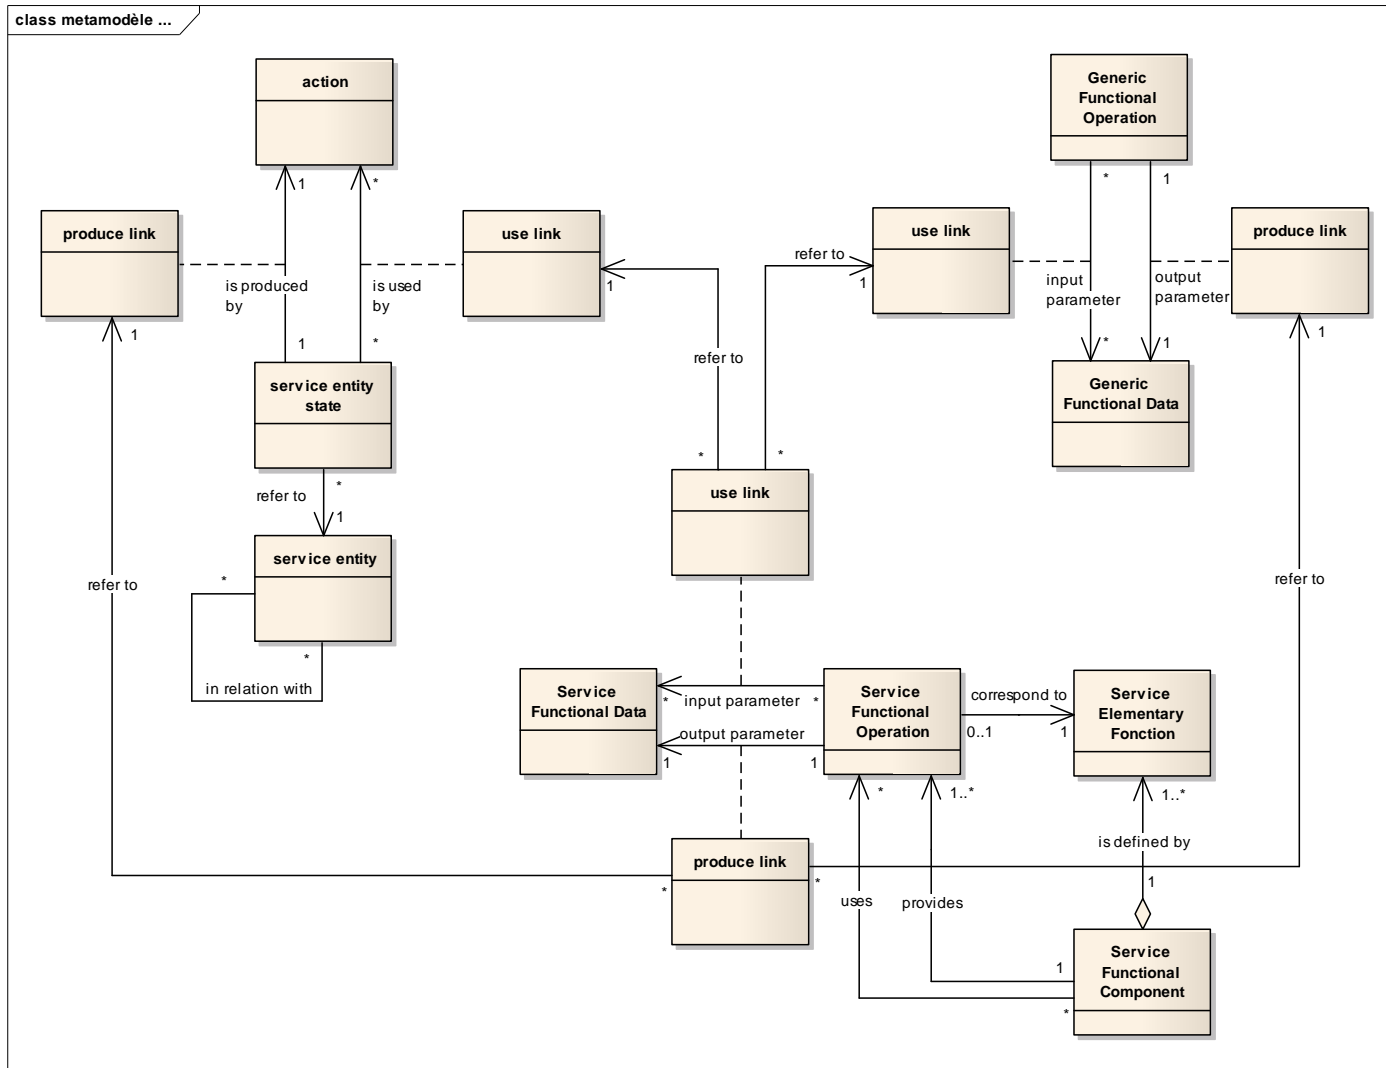 class metamodèle ...
action
Generic
Functional
Operation
produce link
use link
use link
produce link
1
*
*
1
refer to
1
1
is produced
by
is used
by
input
parameter
output
parameter
1
1
1
*
refer to
*
1
service entity
state
Generic
Functional Data
*
*
refer to
*
1
use link
service entity
*
*
in relation with
refer to
refer to
Service
Functional Data
Service
Functional
Operation
Service
Elementary
Fonction
input parameter
*
*
output parameter
1
1
correspond to
0..1
1
*
1..*
1..*
is defined by
produce link
*
*
uses
provides
1
Service
Functional
Component
1
*